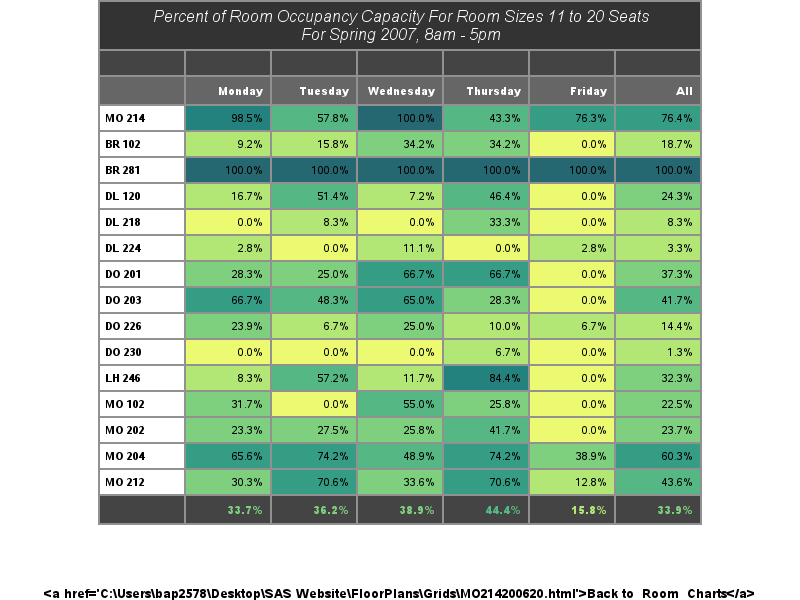 Percent of Room Occupancy Capacity For Room Sizes 11 to 20 Seats
For Spring 2007, 8am - 5pm
Monday Tuesday Wednesday Thursday Friday All
MO 214 98.5% 57.8% 100.0% 43.3% 76.3% 76.4%
BR 102 9.2% 15.8% 34.2% 34.2% 0.0% 18.7%
BR 281 100.0% 100.0% 100.0% 100.0% 100.0% 100.0%
DL 120 16.7% 51.4% 7.2% 46.4% 0.0% 24.3%
DL 218 0.0% 8.3% 0.0% 33.3% 0.0% 8.3%
DL 224 2.8% 0.0% 11.1% 0.0% 2.8% 3.3%
DO 201 28.3% 25.0% 66.7% 66.7% 0.0% 37.3%
DO 203 66.7% 48.3% 65.0% 28.3% 0.0% 41.7%
DO 226 23.9% 6.7% 25.0% 10.0% 6.7% 14.4%
DO 230 0.0% 0.0% 0.0% 6.7% 0.0% 1.3%
LH 246 8.3% 57.2% 11.7% 84.4% 0.0% 32.3%
MO 102 31.7% 0.0% 55.0% 25.8% 0.0% 22.5%
MO 202 23.3% 27.5% 25.8% 41.7% 0.0% 23.7%
MO 204 65.6% 74.2% 48.9% 74.2% 38.9% 60.3%
MO 212 30.3% 70.6% 33.6% 70.6% 12.8% 43.6%
33.7% 36.2% 38.9% 44.4% 15.8% 33.9%
<a href='C:\Users\bap2578\Desktop\SAS Website\FloorPlans\Grids\MO214200620.html'>Back to Room Charts</a>